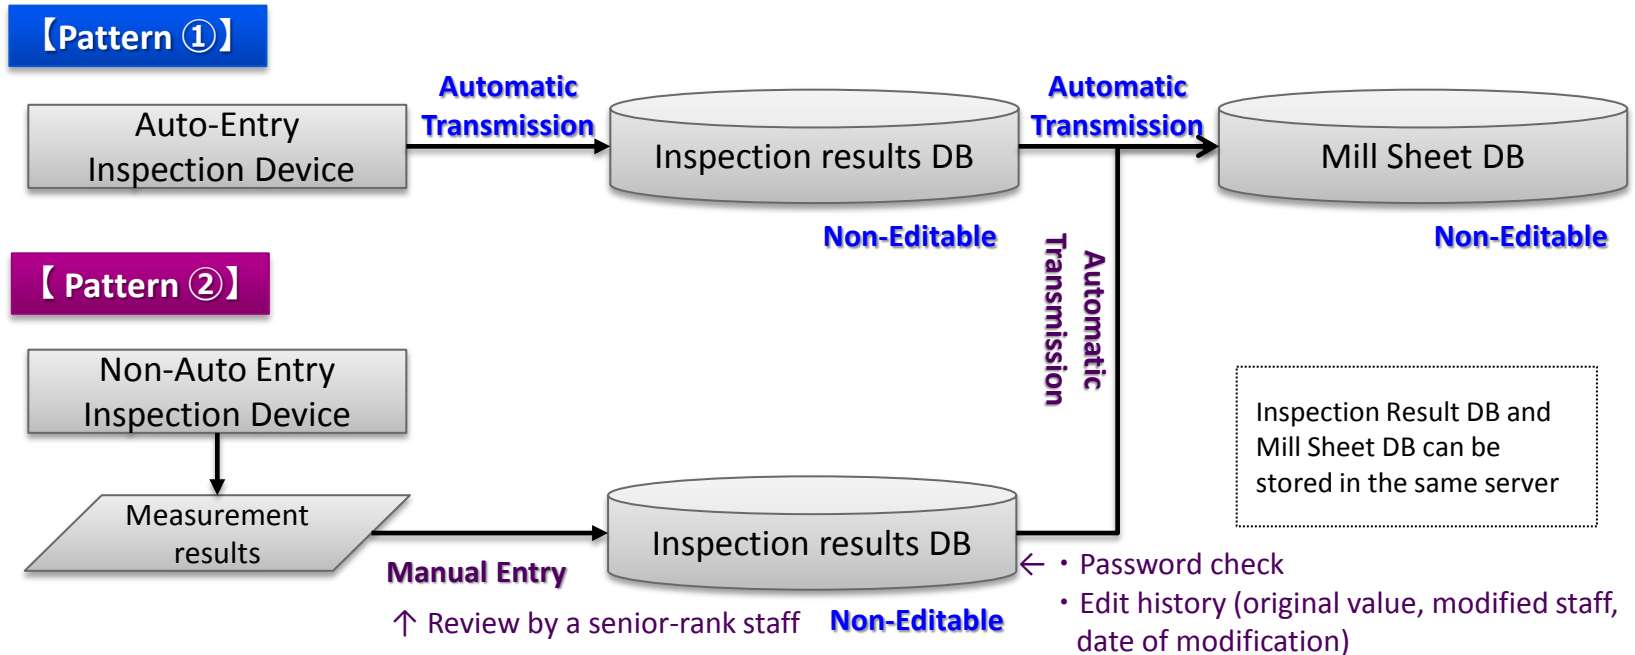 【Pattern ①】
Automatic
Transmission
Automatic
Transmission
Auto-Entry
Inspection Device
Inspection results DB
Mill Sheet DB
Non-Editable
Non-Editable
【 Pattern ②】
Automatic
Transmission
Non-Auto Entry
Inspection Device
Inspection Result DB and
Mill Sheet DB can be
stored in the same server
Measurement
results
Manual Entry
Inspection results DB
↑ Review by a senior-rank staff
Non-Editable
← ・Password check
・Edit history (original value, modified staff,
date of modification)